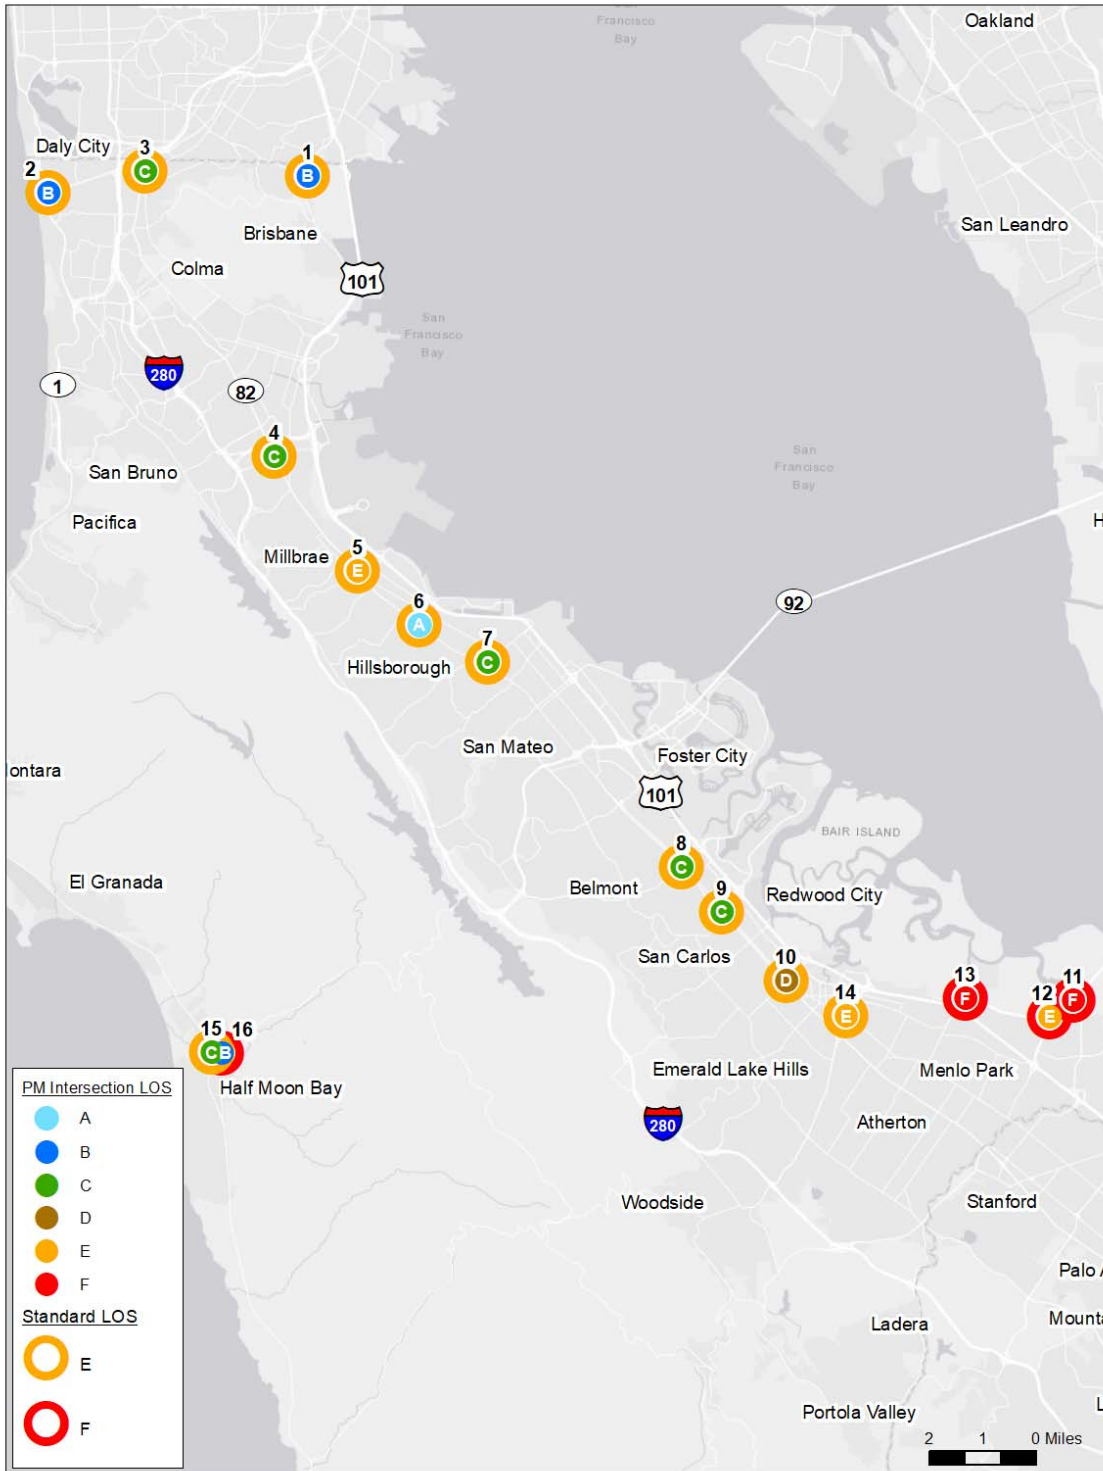 San
Francisco
Bay
Oakland
Daly City
3
C
1
B
2
B
San Leandro
Brisbane
Colma
101
San
Francisco
Bay
280
1
82
4
C
San Bruno
San
Francisco
Bay
Pacifica
H
5
E
Millbrae
6
A
92
7
C
Hillsborough
San Mateo
Foster City
ontara
101
BAIR ISLAND
8
C
El Granada
Belmont
9
C
Redwood City
San Carlos
10
D
13
F
11
F
12
E
14
E
15
C
16
B
Emerald Lake Hills
Menlo Park
Half Moon Bay
Atherton
280
Woodside
Stanford
Palo A
Mounta
Ladera
L
Portola Valley
PM Intersection LOS
A
B
C
D
E
F
Standard LOS
E
F
2 1 0 Miles